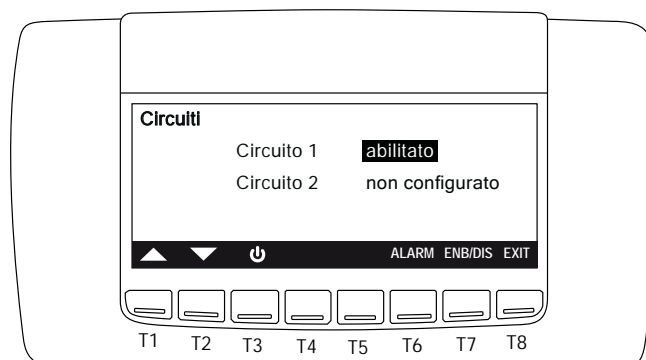 Circuiti
Circuito 1 abilitato
Circuito 2 non configurato
ALARM ENB/DIS EXIT
T1 T2 T3 T4 T5 T6 T7 T8